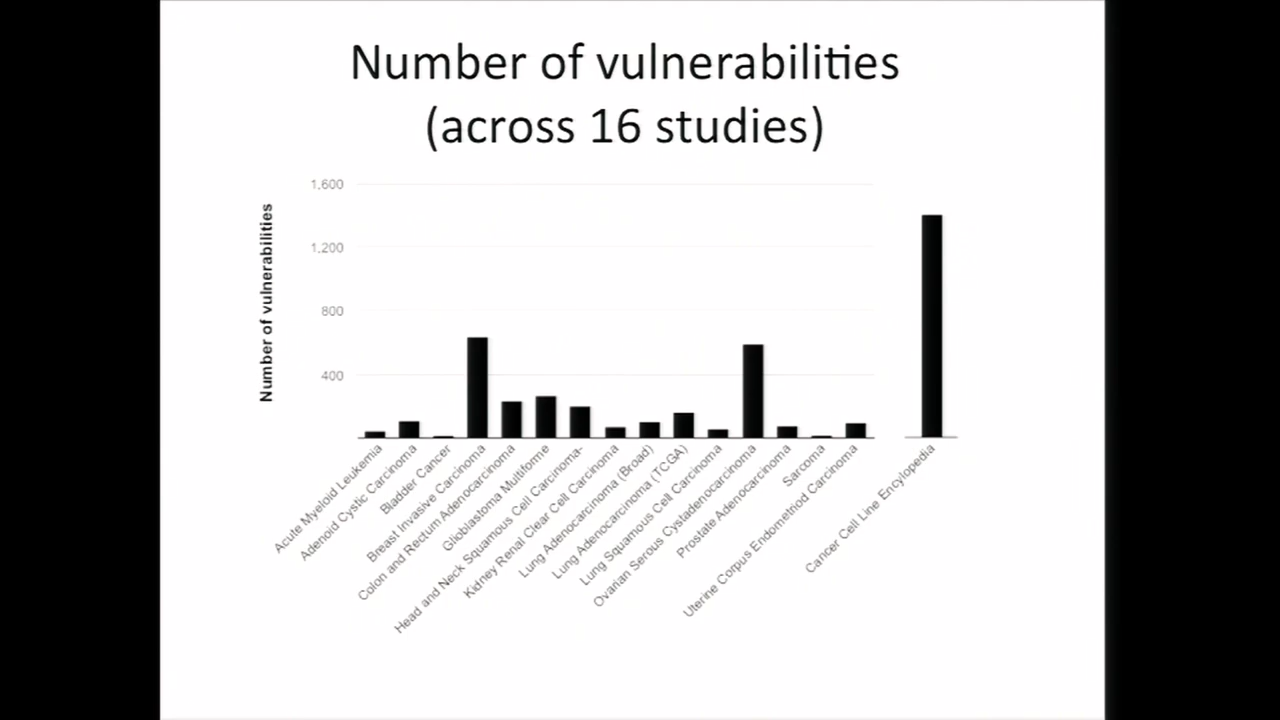 Number of vulnerabilities
(across 16 studies)
Number of vulnerabilities
1,600
1,200
800
400
Acute Myeloid Leukemia
Adenoid Cystic Carcinoma
Bladder Cancer
Breast Invasive Carcinoma
Colon and Rectum Adenocarcinoma
Glioblastoma Multiforme
Head and Neck Squamous Cell Carcinoma-
Kidney Renal Clear Cell Carcinoma
Lung Adenocarcinoma (Broad)
Lung Adenocarcinoma (TCGA)
Lung Squamous Cell Carcinoma
Ovarian Serous Cystadenocarcinoma
Prostate Adenocarcinoma
Sarcoma
Uterine Corpus Endometriod Carcinoma
Cancer Cell Line Encylopedia